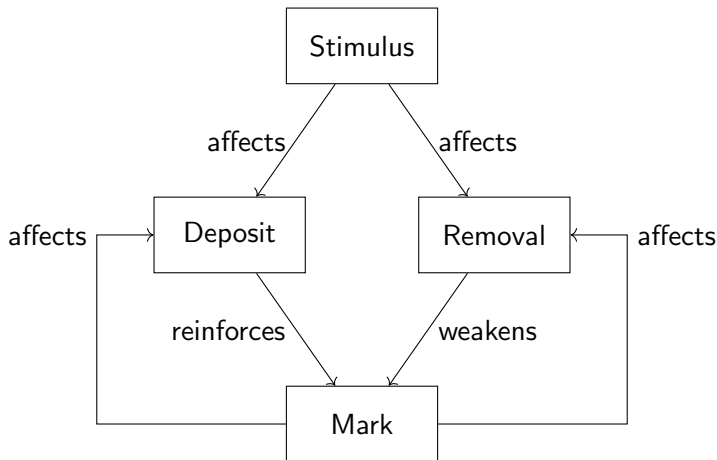 Stimulus
affects
affects
affects
Deposit
Removal
affects
reinforces
weakens
Mark